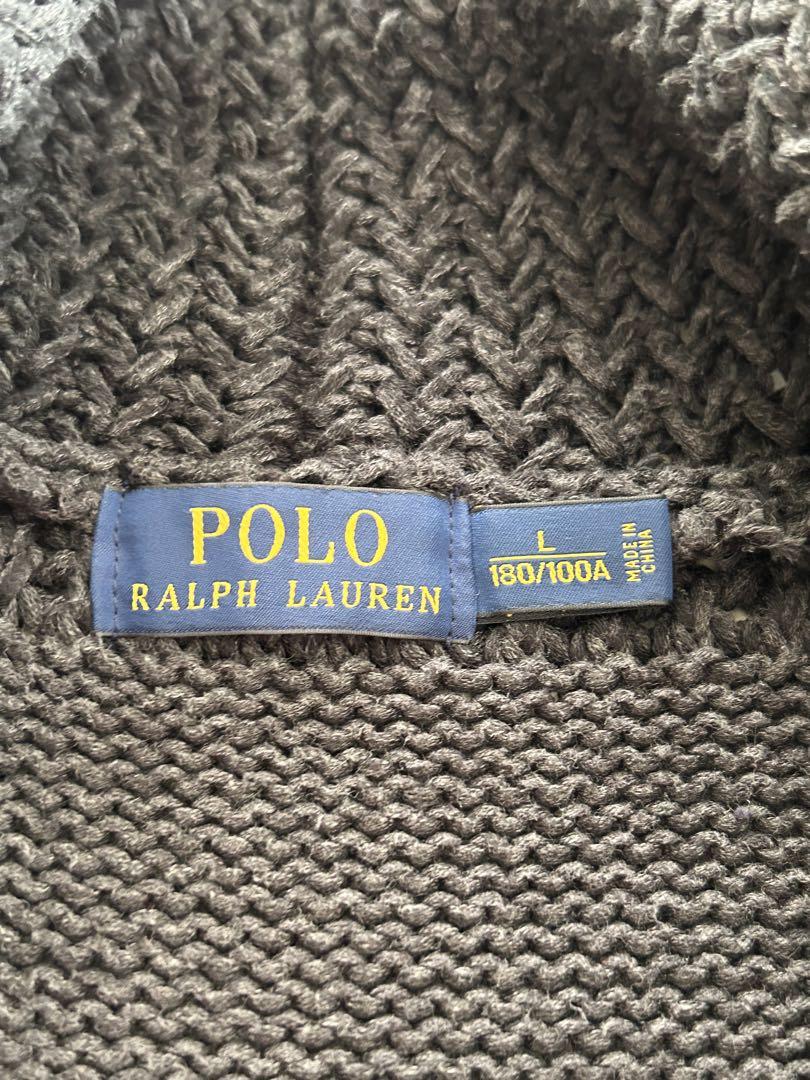 POLO
RALPH LAUREN
L
180/100A
MADE IN
CHINA